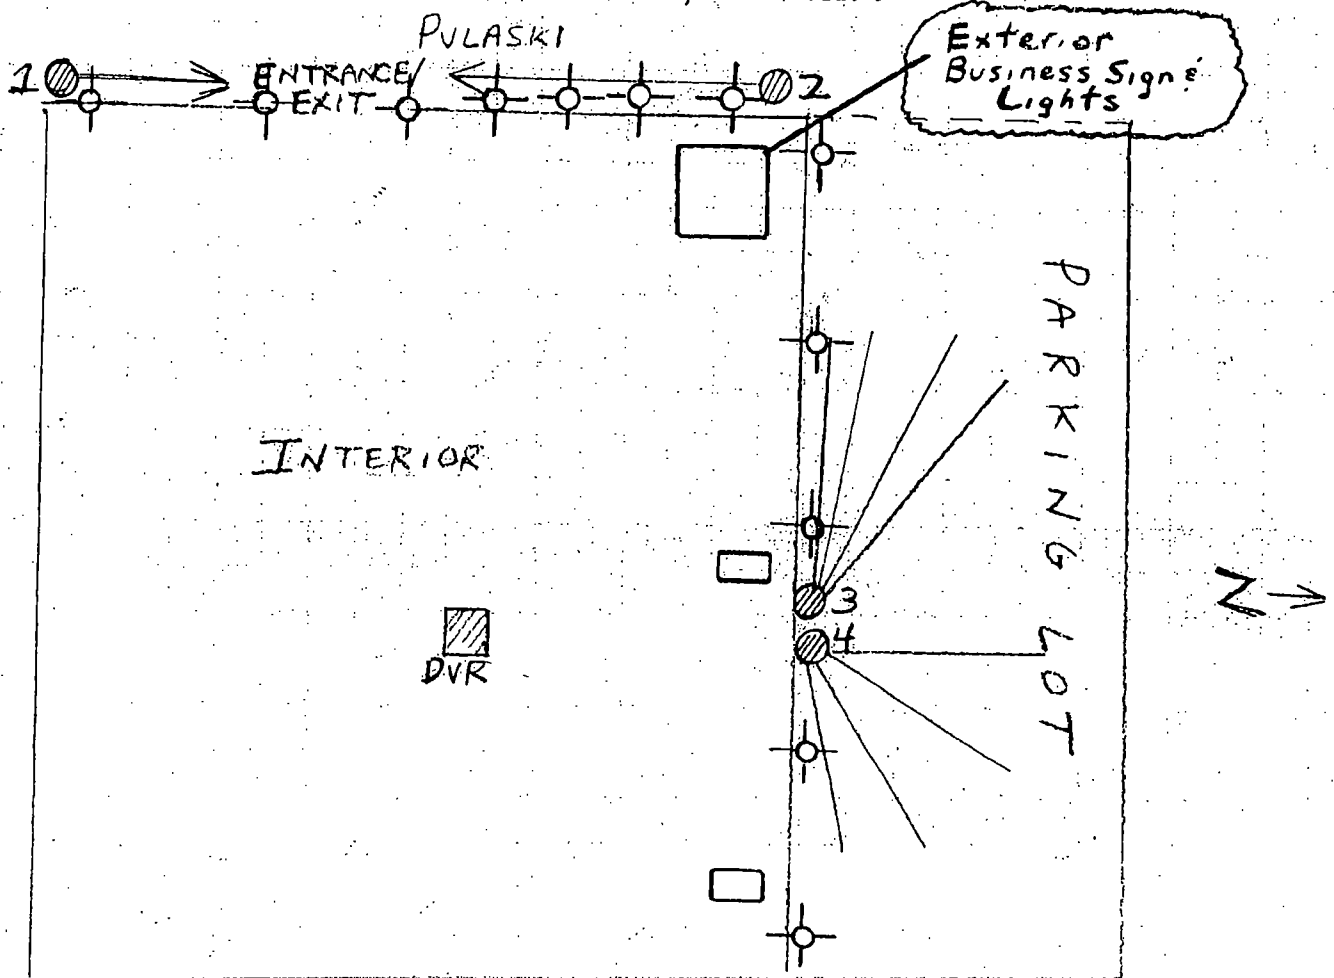 PULASKI
Exterior
Business Sign &
Lights
1
ENTRANCE/
EXIT
2
PARKING LOT
INTERIOR
3
4
DVR
N